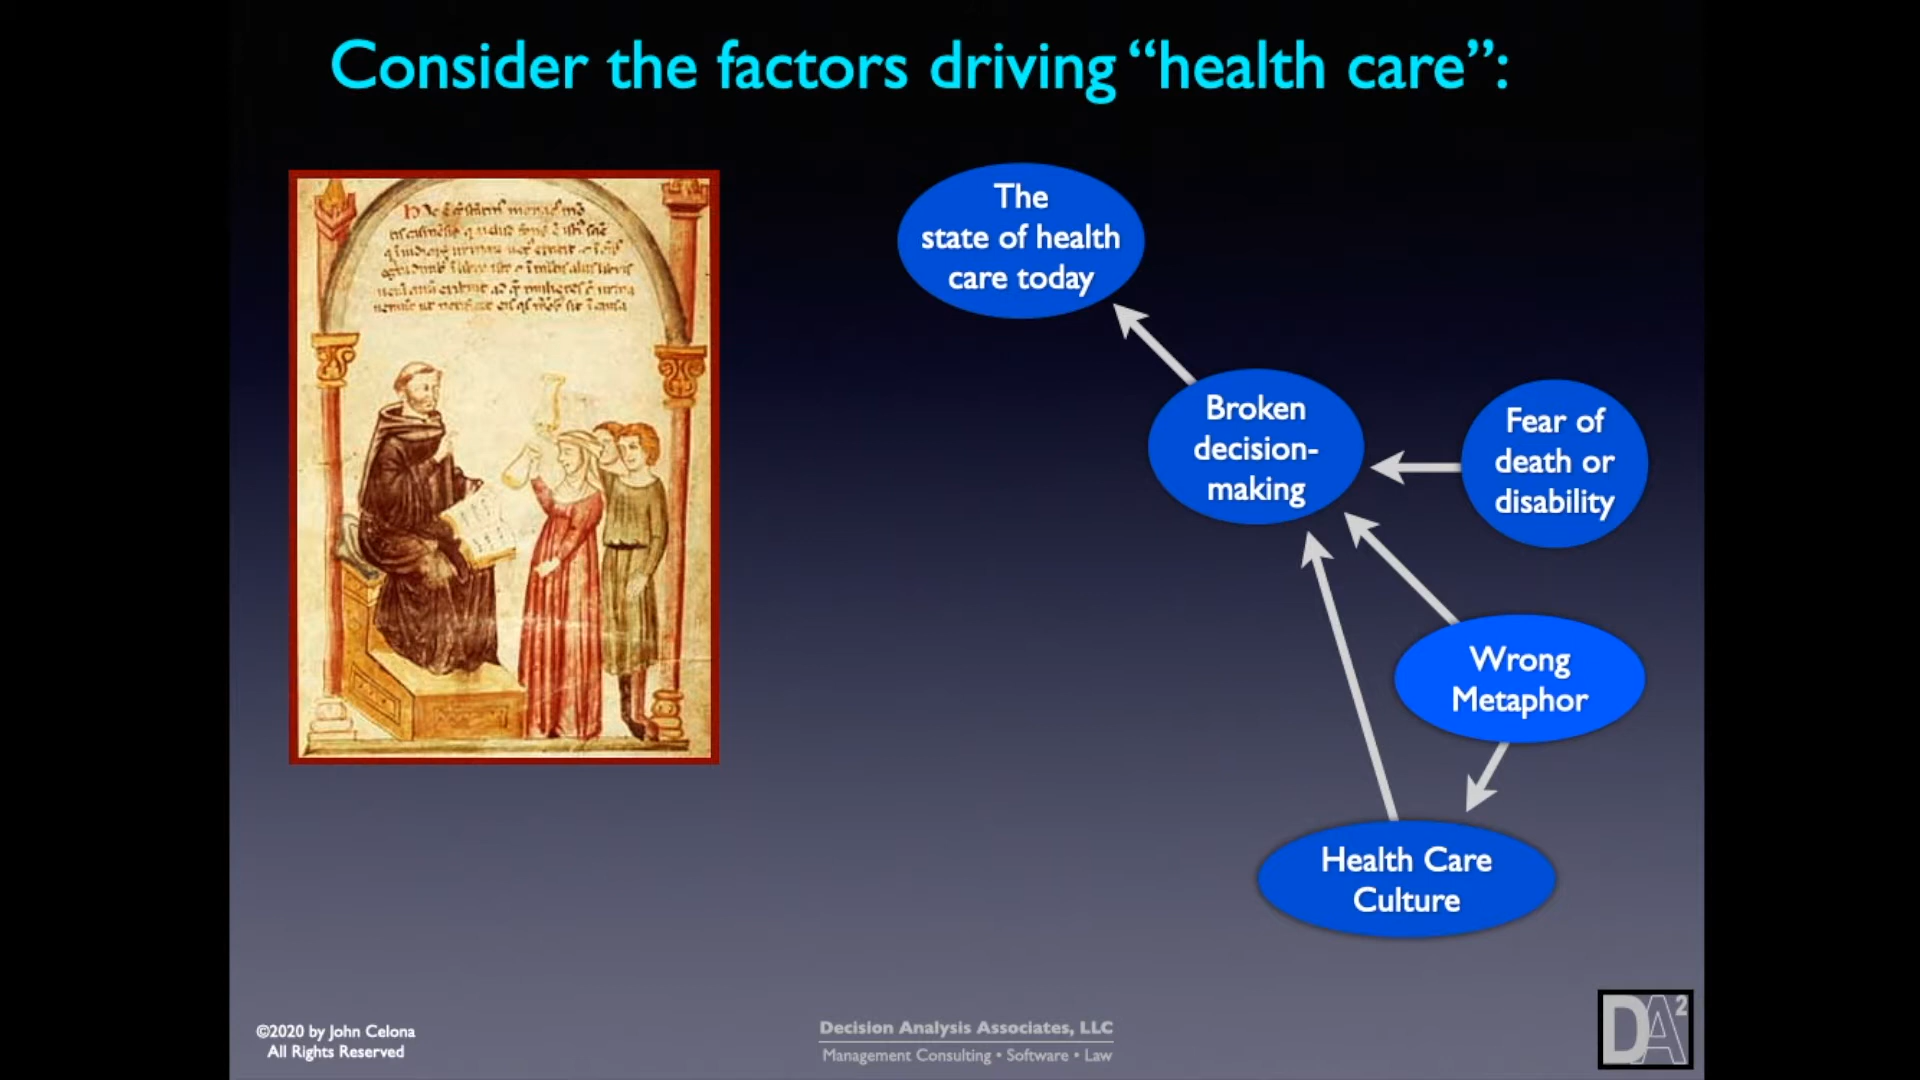 Consider the factors driving “health care”:
The
state of health
care today
Broken
decision-
making
Fear of
death or
disability
Wrong
Metaphor
Health Care
Culture
©2020 by John Celona
All Rights Reserved
Decision Analysis Associates, LLC
Management Consulting • Software • Law
DA²